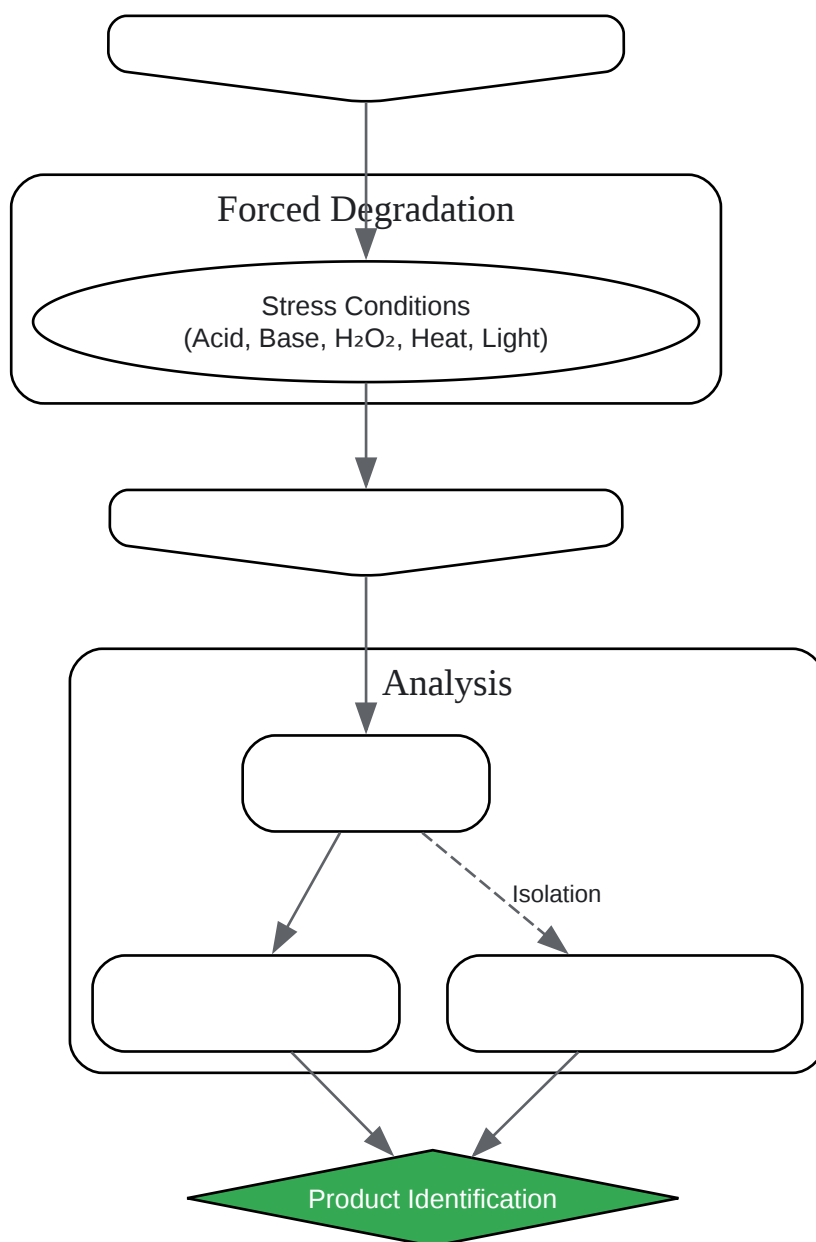 Forced Degradation
Stress Conditions
(Acid, Base, H₂O₂, Heat, Light)
Analysis
Isolation
Product Identification